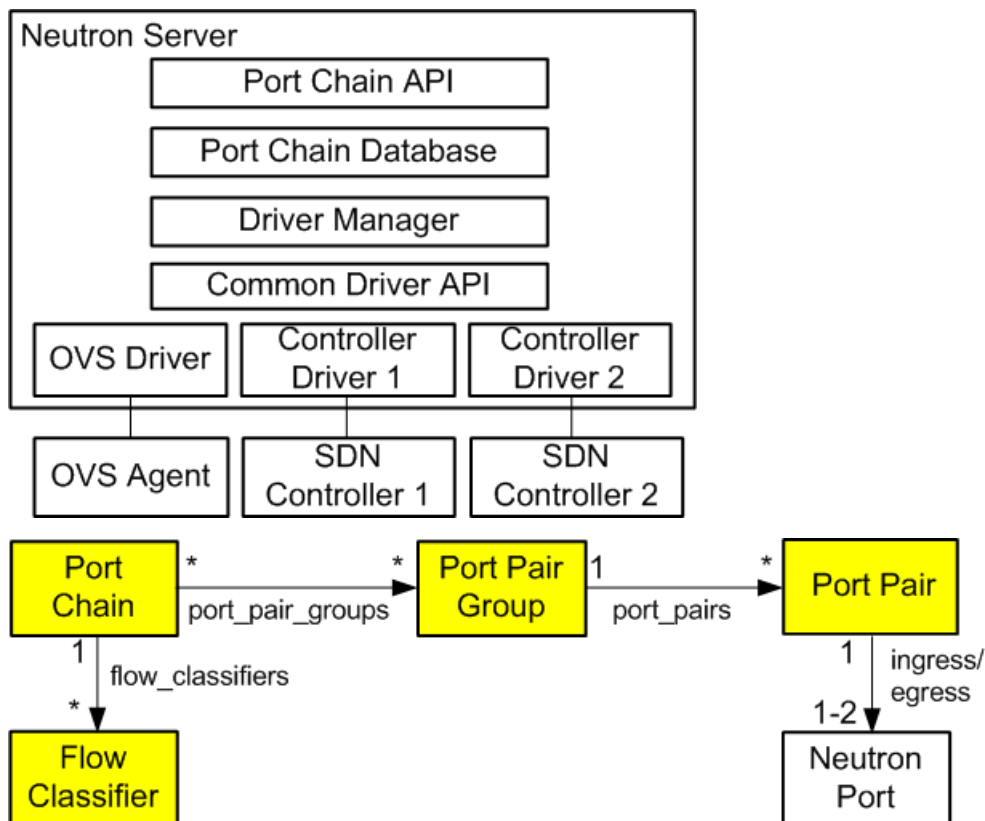 Neutron Server
Port Chain API
Port Chain Database
Driver Manager
Common Driver API
OVS Driver
Controller
Driver 1
Controller
Driver 2
OVS Agent
SDN
Controller 1
SDN
Controller 2
Port
Chain
*
*
port_pair_groups
Port Pair
Group
1
*
port_pairs
Port Pair
1
flow_classifiers
*
1
ingress/
egress
1-2
Flow
Classifier
Neutron
Port